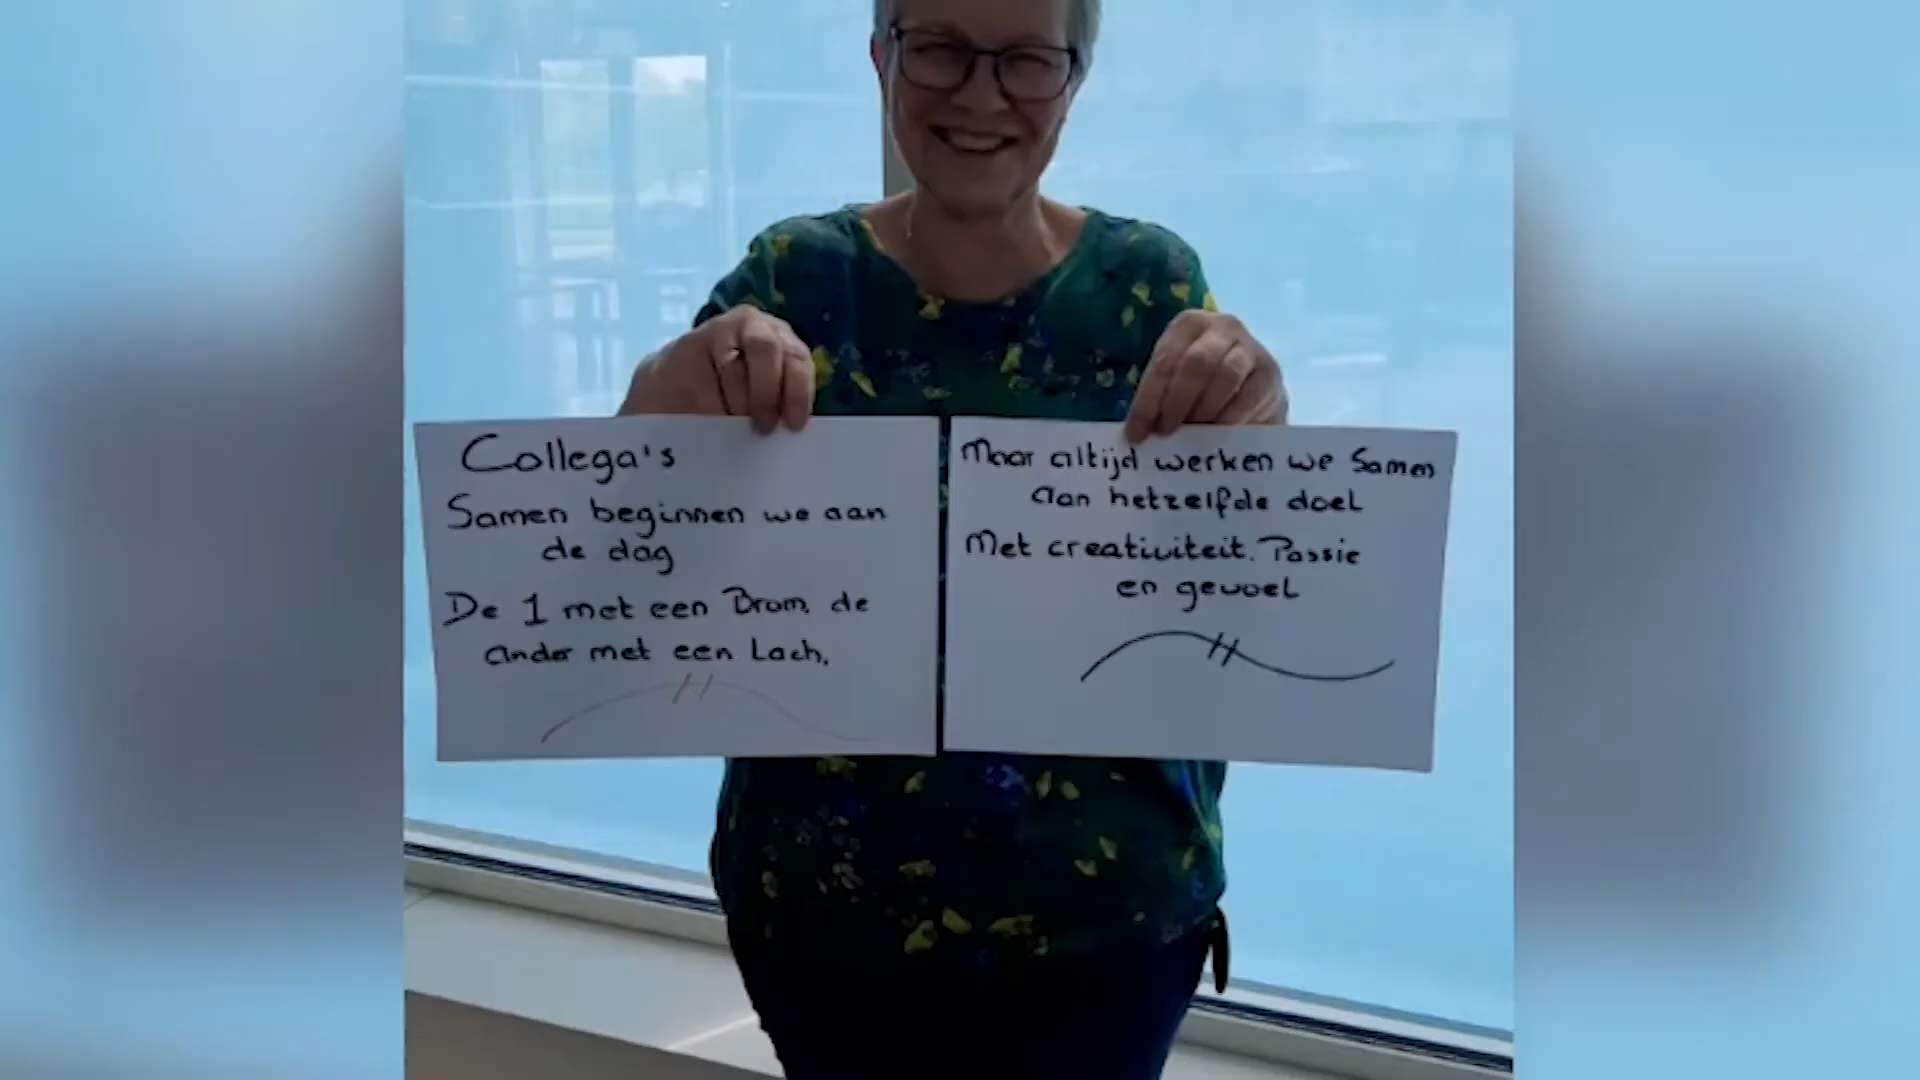 Collega's
Samen beginnen we aan
de dag
De 1 met een Brom, de
ander met een Lach.
Maar altijd werken we Samen
aan hetzelfde doel
Met creativiteit. Passie
en gevoel